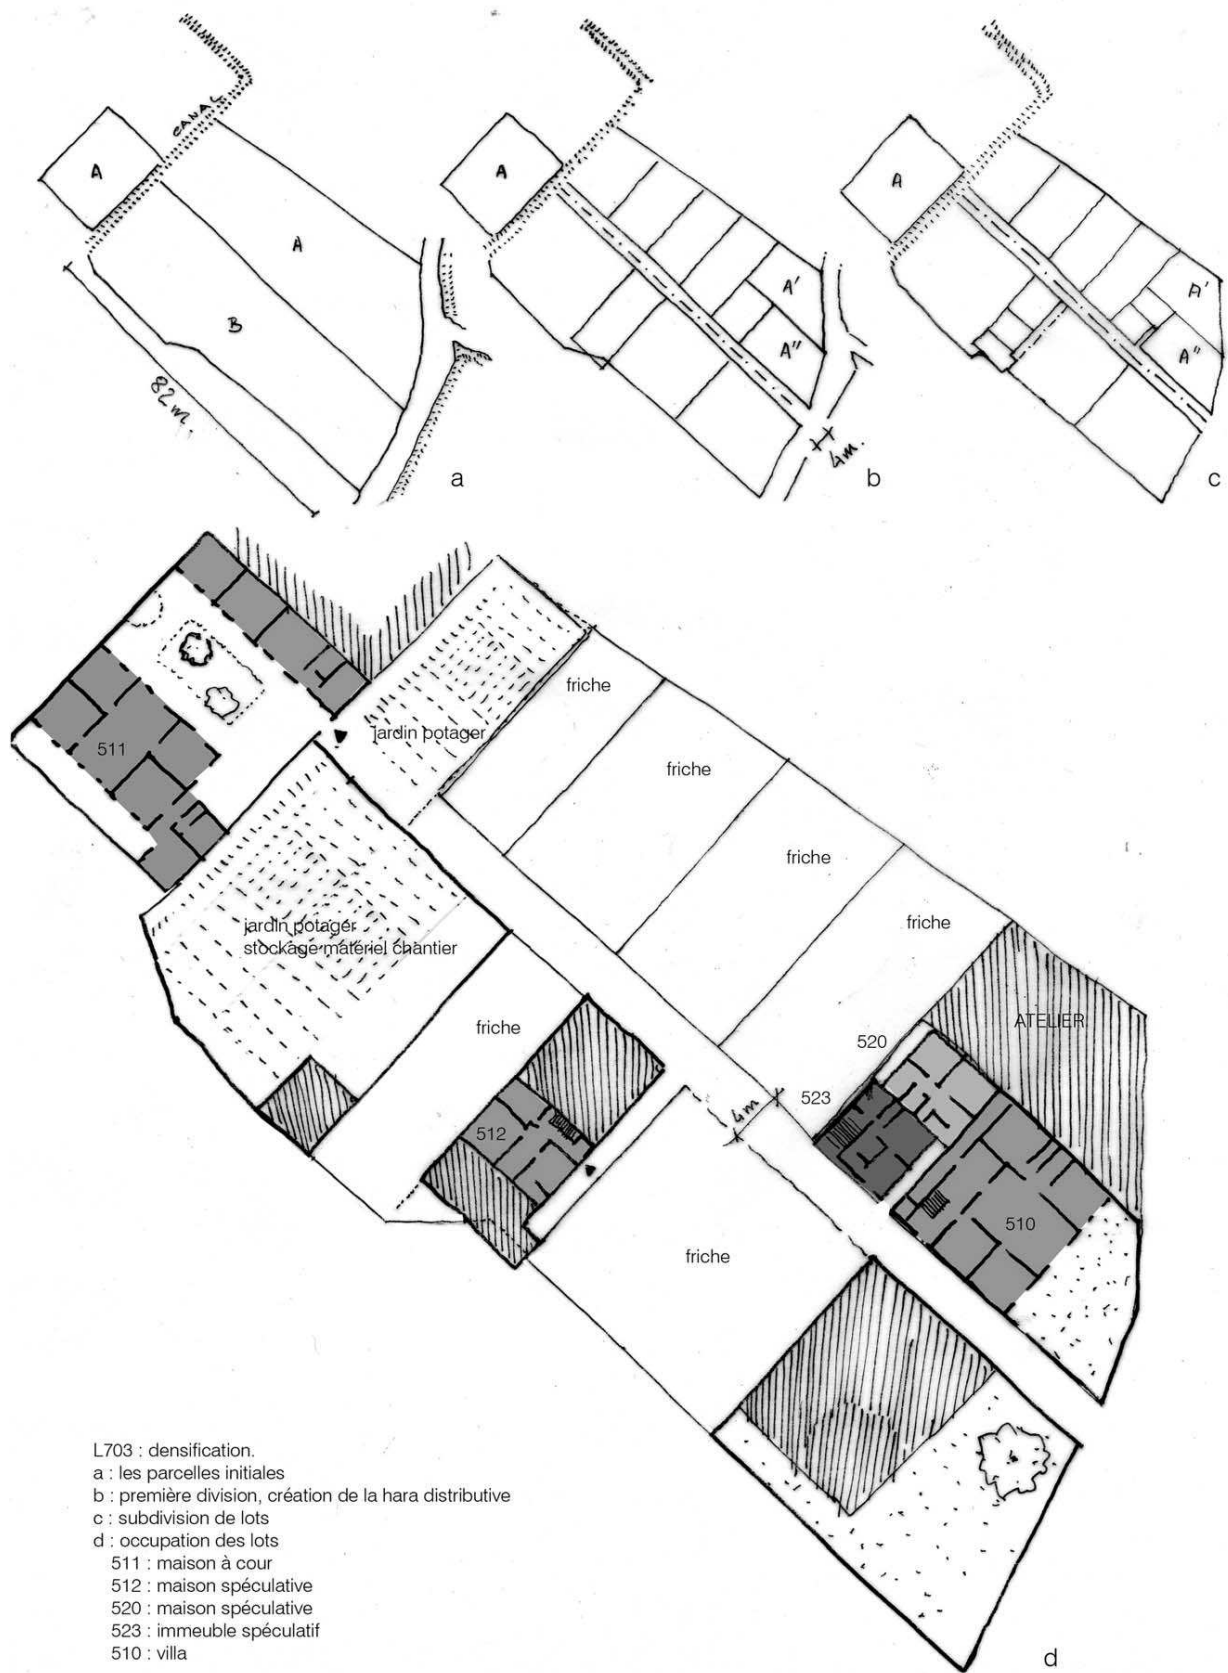 CANAL
A
A
B
82 m.
a
A
A'
A"
4m.
b
A
A'
A"
c
friche
jardin potager
511
friche
friche
friche
jardin potager
stockage matériel chantier
friche
ATELIER
520
523
4m
512
510
friche
L703 : densification.
a : les parcelles initiales
b : première division, création de la hara distributive
c : subdivision de lots
d : occupation des lots
511 : maison à cour
512 : maison spéculative
520 : maison spéculative
523 : immeuble spéculatif
510 : villa
d